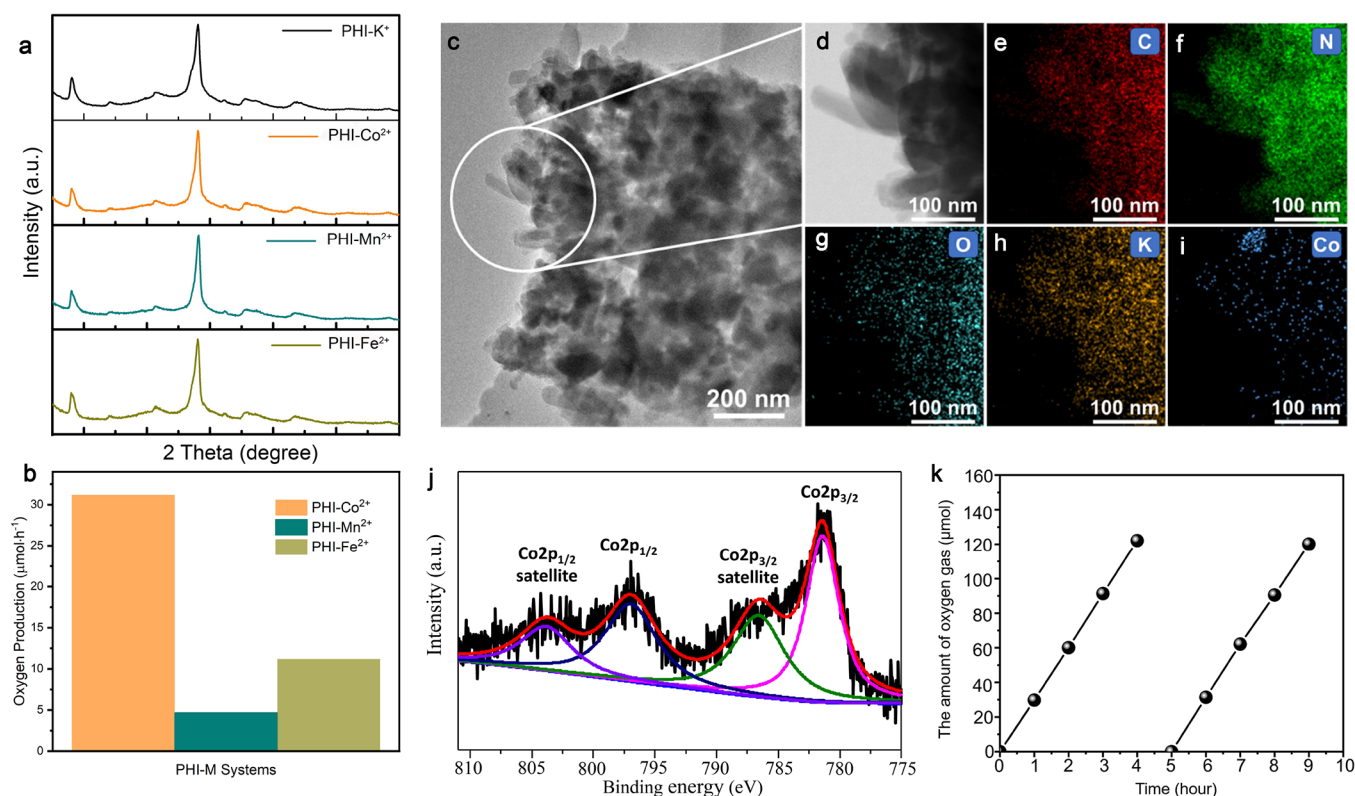 a
PHI-K⁺
PHI-Co²⁺
PHI-Mn²⁺
PHI-Fe²⁺
Intensity (a.u.)
2 Theta (degree)
c
200 nm
d
100 nm
e
C
100 nm
f
N
100 nm
g
O
100 nm
h
K
100 nm
i
Co
100 nm
b
30
25
20
15
10
5
0
Oxygen Production (μmol·h⁻¹)
PHI-Co²⁺
PHI-Mn²⁺
PHI-Fe²⁺
PHI-M Systems
j
Co2p₁/₂
satellite
Co2p₁/₂
Co2p₃/₂
satellite
Co2p₃/₂
Intensity (a.u.)
810 805 800 795 790 785 780 775
Binding energy (eV)
k
160
140
120
100
80
60
40
20
0
The amount of oxygen gas (μmol)
0 1 2 3 4 5 6 7 8 9 10
Time (hour)